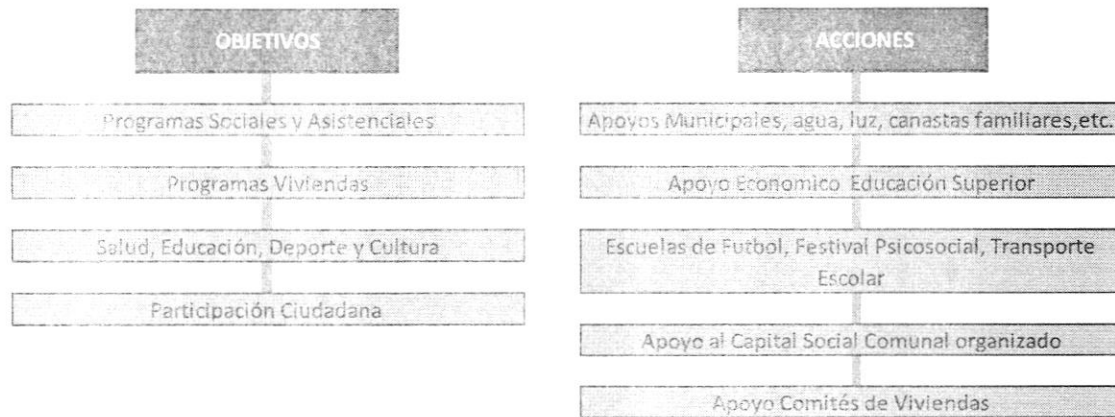 OBJETIVOS
Programas Sociales y Asistenciales
Programas Viviendas
Salud, Educación, Deporte y Cultura
Participación Ciudadana
ACCIONES
Apoyos Municipales, agua, luz, canastas familiares,etc.
Apoyo Economico Educación Superior
Escuelas de Futbol, Festival Psicosocial, Transporte
Escolar
Apoyo al Capital Social Comunal organizado
Apoyo Comités de Viviendas